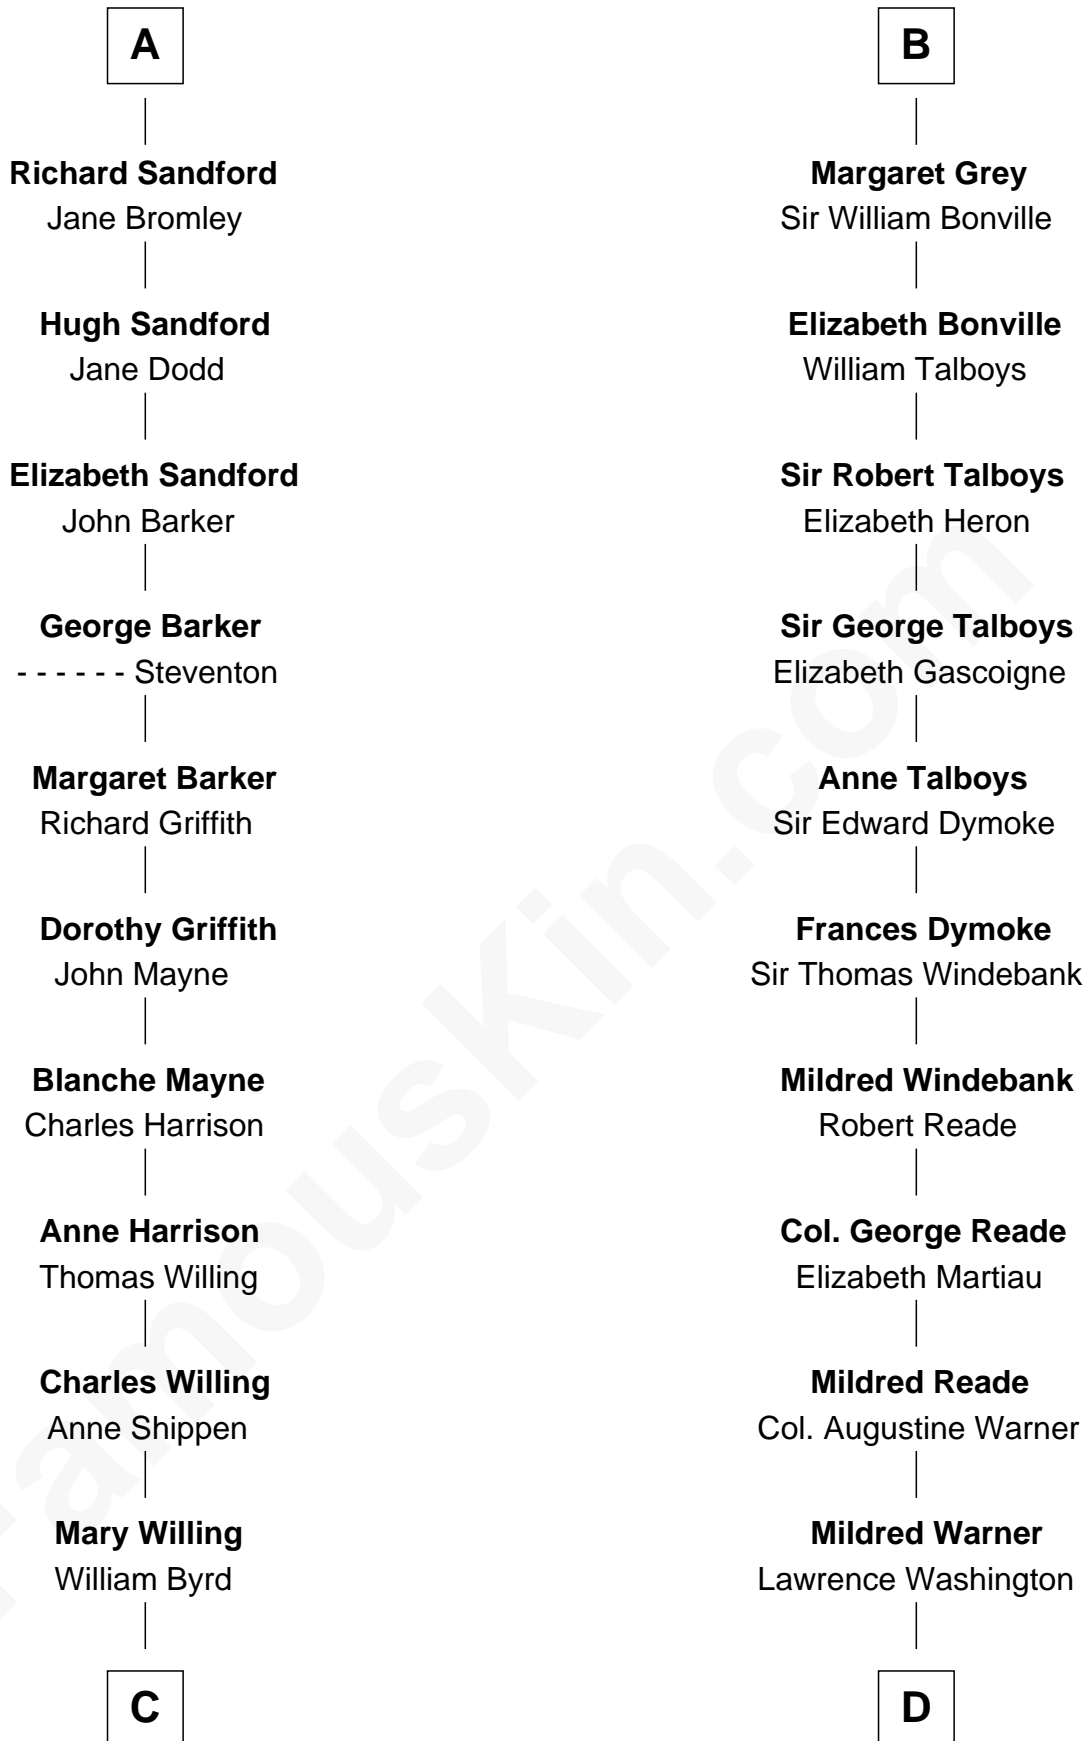 A
Richard Sandford
Jane Bromley
Hugh Sandford
Jane Dodd
Elizabeth Sandford
John Barker
George Barker
- - - - - - Steventon
Margaret Barker
Richard Griffith
Dorothy Griffith
John Mayne
Blanche Mayne
Charles Harrison
Anne Harrison
Thomas Willing
Charles Willing
Anne Shippen
Mary Willing
William Byrd
C
B
Margaret Grey
Sir William Bonville
Elizabeth Bonville
William Talboys
Sir Robert Talboys
Elizabeth Heron
Sir George Talboys
Elizabeth Gascoigne
Anne Talboys
Sir Edward Dymoke
Frances Dymoke
Sir Thomas Windebank
Mildred Windebank
Robert Reade
Col. George Reade
Elizabeth Martiau
Mildred Reade
Col. Augustine Warner
Mildred Warner
Lawrence Washington
D
FamousKin.com